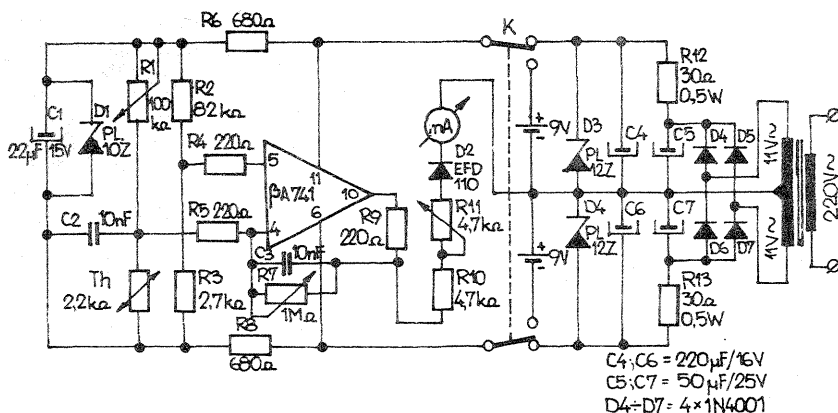 R6 680Ω
K
R1
100
kΩ
R2
82kΩ
C1
22µF 15V
D1
PL
10Z
R4 220Ω
5
11
βA741
10
6
4
mA
D2
EFD
110
9V
D3
PL
12Z
C4
C5
R12
30Ω
0,5W
D4
D5
11V~
11V~
220V~
C2
10nF
R5 220Ω
R9
220Ω
R11
4,7kΩ
D4
PL
12Z
C6
C7
D6
D7
Th
2,2kΩ
R3
2,7kΩ
C3
10nF
R7
1MΩ
R10
4,7kΩ
9V
R13
30Ω
0,5W
R8
680Ω
C4;C6 = 220µF/16V
C5;C7 = 50µF/25V
D4÷D7 = 4×1N4001